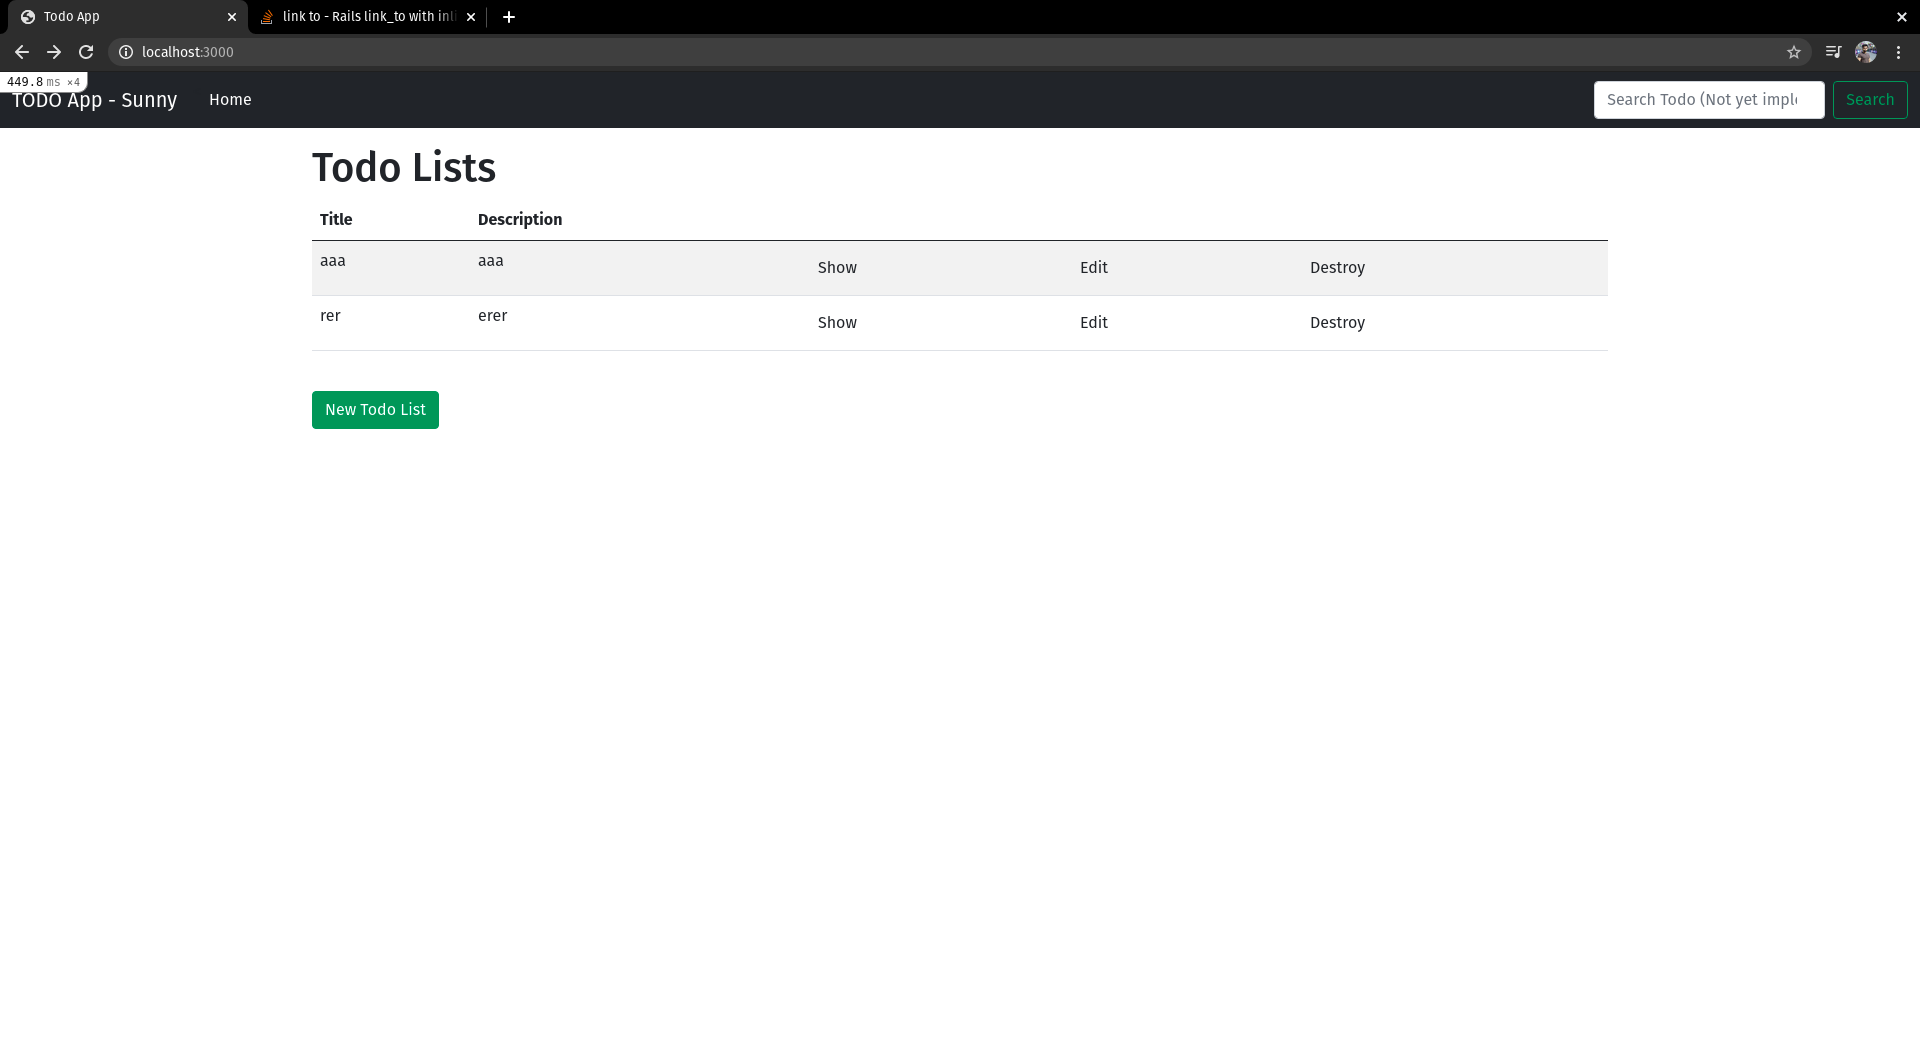 Todo App
link to - Rails link_to with inl
localhost:3000
449.8 ms ×4
TODO App - Sunny Home Search Todo (Not yet imple Search
Todo Lists
Title Description
aaa aaa Show Edit Destroy
rer erer Show Edit Destroy
New Todo List